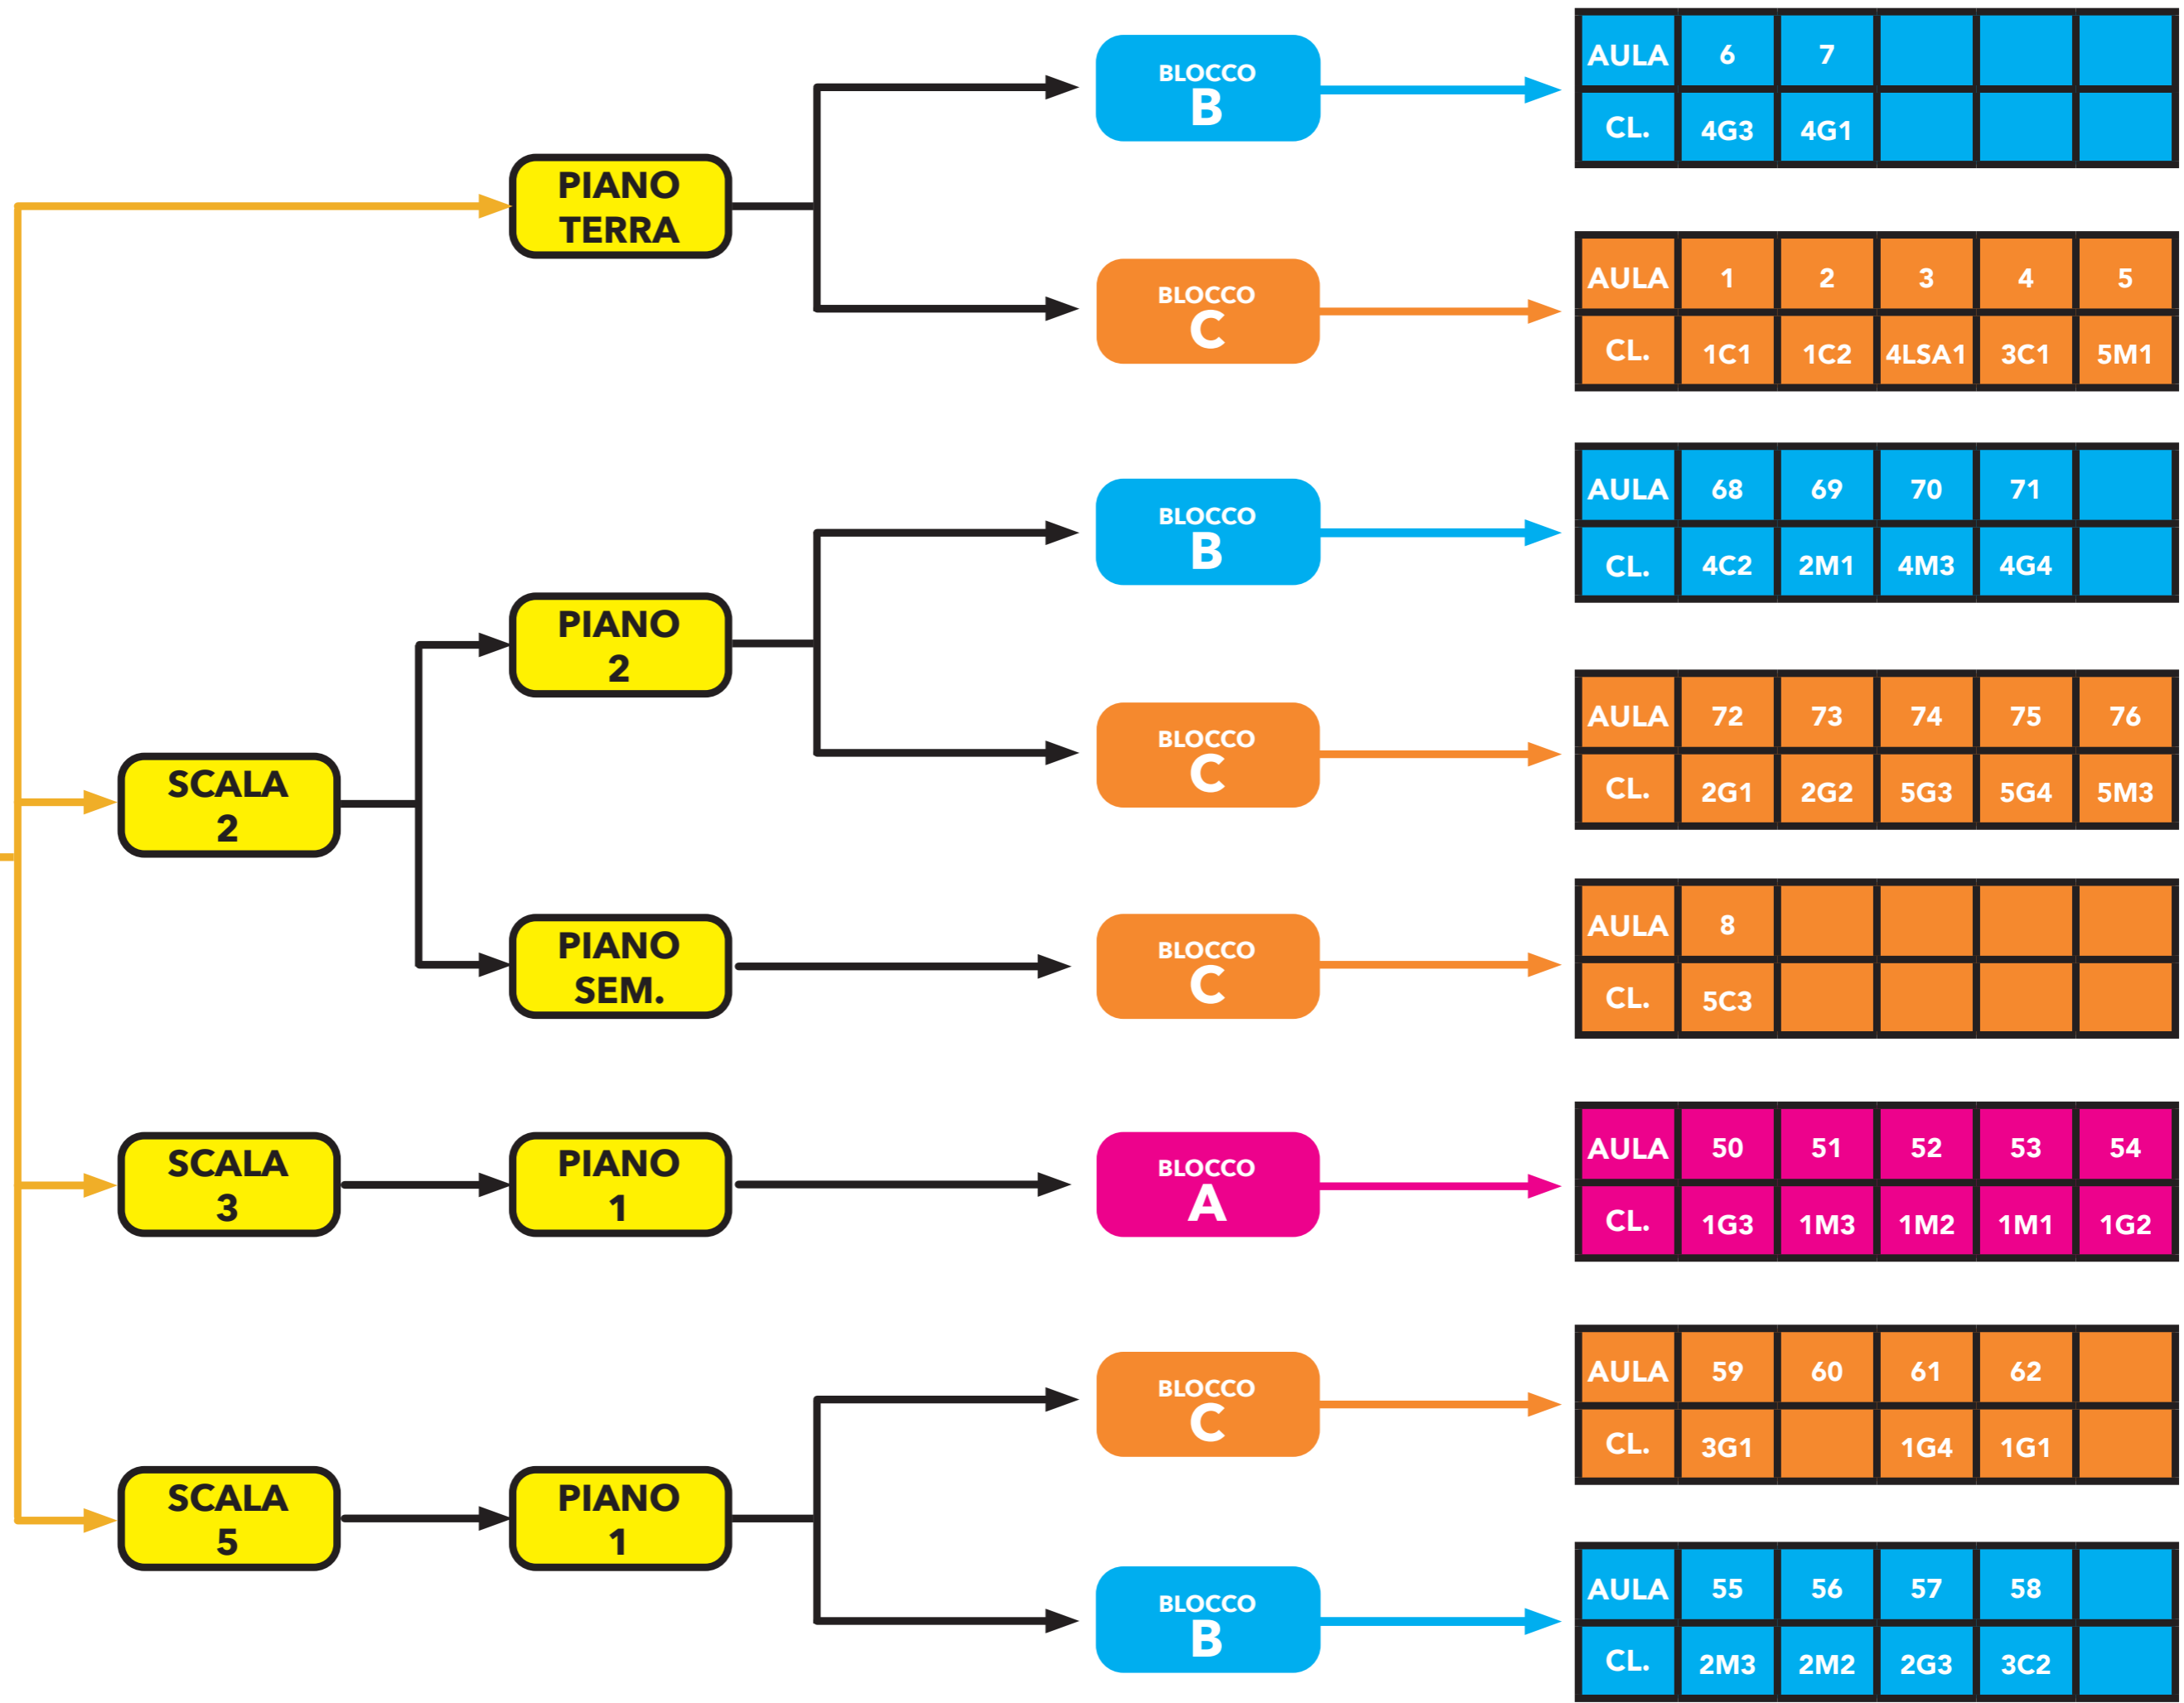 BLOCCO
B
AULA 6 7
CL. 4G3 4G1
PIANO
TERRA
BLOCCO
C
AULA 1 2 3 4 5
CL. 1C1 1C2 4LSA1 3C1 5M1
BLOCCO
B
AULA 68 69 70 71
CL. 4C2 2M1 4M3 4G4
PIANO
2
BLOCCO
C
AULA 72 73 74 75 76
CL. 2G1 2G2 5G3 5G4 5M3
SCALA
2
PIANO
SEM.
BLOCCO
C
AULA 8
CL. 5C3
SCALA
3
PIANO
1
BLOCCO
A
AULA 50 51 52 53 54
CL. 1G3 1M3 1M2 1M1 1G2
BLOCCO
C
AULA 59 60 61 62
CL. 3G1 1G4 1G1
SCALA
5
PIANO
1
BLOCCO
B
AULA 55 56 57 58
CL. 2M3 2M2 2G3 3C2